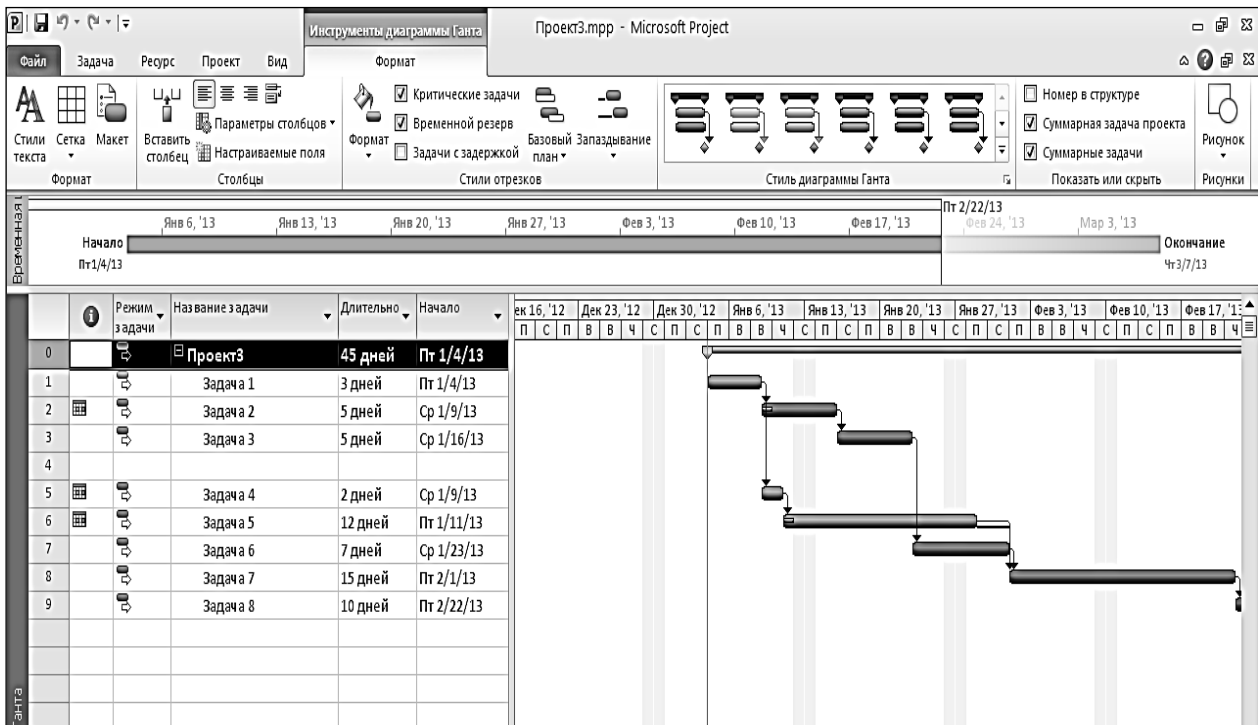 Инструменты диаграммы Ганта
Проект3.mpp - Microsoft Project
Файл Задача Ресурс Проект Вид Формат
Стили текста
Сетка
Макет
Формат
Вставить столбец
Параметры столбцов
Настраиваемые поля
Столбцы
Формат
Критические задачи
Временной резерв
Задачи с задержкой
Базовый план
Запаздывание
Стили отрезков
Стиль диаграммы Ганта
Номер в структуре
Суммарная задача проекта
Суммарные задачи
Показать или скрыть
Рисунок
Рисунки
Временная
Пт 2/22/13
Янв 6, '13 Янв 13, '13 Янв 20, '13 Янв 27, '13 Фев 3, '13 Фев 10, '13 Фев 17, '13 Фев 24, '13 Мар 3, '13
Начало
Пт1/4/13
Окончание
Чт3/7/13
Режим задачи Название задачи Длительно Начало
ек 16, '12 Дек 23, '12 Дек 30, '12 Янв 6, '13 Янв 13, '13 Янв 20, '13 Янв 27, '13 Фев 3, '13 Фев 10, '13 Фев 17, '13
П С П В В Ч С П С П В В Ч С П С П В В Ч С П С П В В Ч С П С П В В Ч
0 Проект3 45 дней Пт 1/4/13
1 Задача 1 3 дней Пт 1/4/13
2 Задача 2 5 дней Ср 1/9/13
3 Задача 3 5 дней Ср 1/16/13
4
5 Задача 4 2 дней Ср 1/9/13
6 Задача 5 12 дней Пт 1/11/13
7 Задача 6 7 дней Ср 1/23/13
8 Задача 7 15 дней Пт 2/1/13
9 Задача 8 10 дней Пт 2/22/13
Ганта